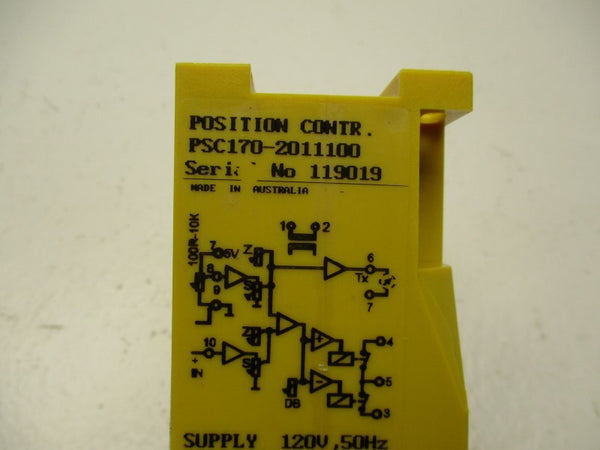 POSITION CONTR.
PSC170-2011100
Serial No 119019
MADE IN AUSTRALIA
1 2
100R-10K
7 5V Z 6
8 S Tx
9 7
Z
10 S + 4
+ IN - 5
DB 3
SUPPLY 120V,50Hz